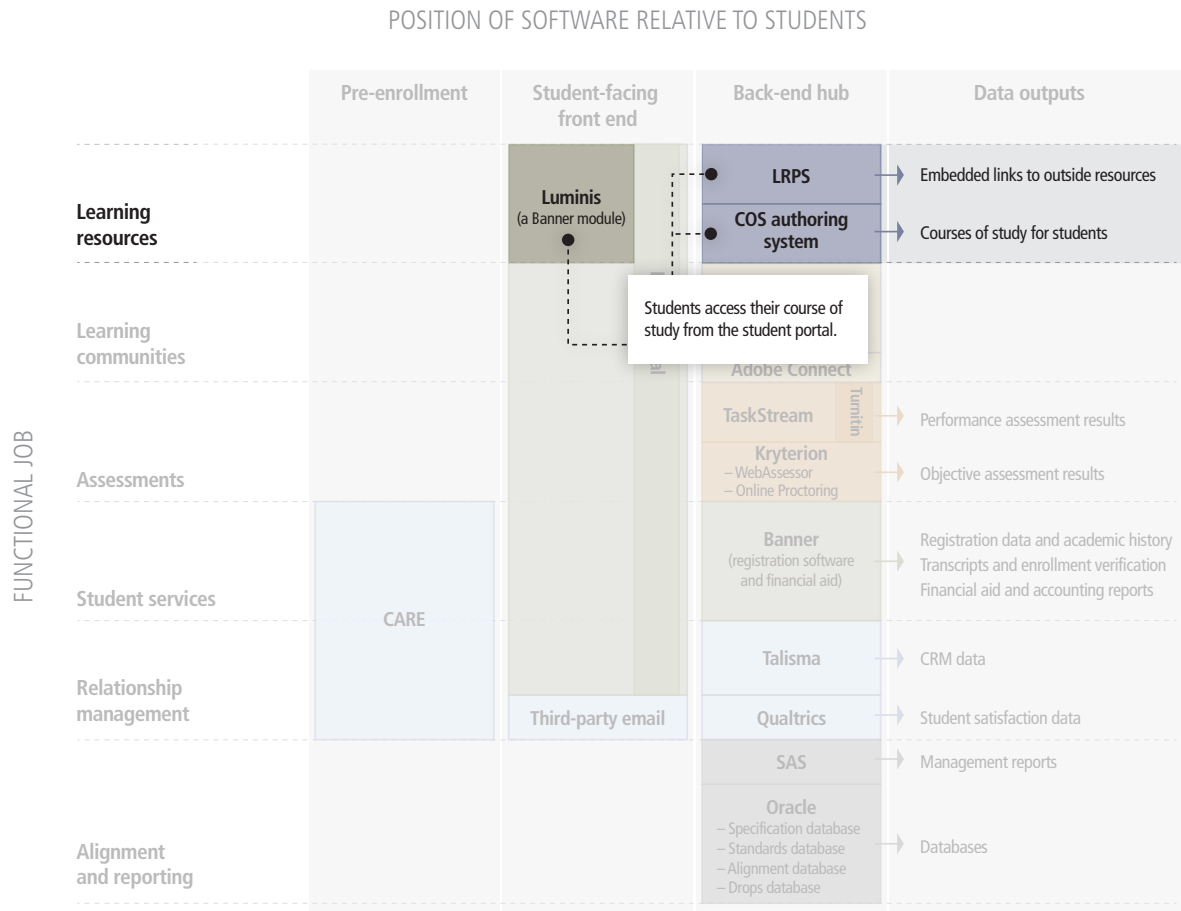 POSITION OF SOFTWARE RELATIVE TO STUDENTS
Pre-enrollment
Student-facing
front end
Back-end hub
Data outputs
FUNCTIONAL JOB
Learning
resources
Luminis
(a Banner module)
LRPS
Embedded links to outside resources
COS authoring
system
Courses of study for students
Students access their course of
study from the student portal.
Learning
communities
Adobe Connect
Assessments
TaskStream
Turnitin
Performance assessment results
Kryterion
– WebAssessor
– Online Proctoring
Objective assessment results
Student services
CARE
Banner
(registration software
and financial aid)
Registration data and academic history
Transcripts and enrollment verification
Financial aid and accounting reports
Relationship
management
Talisma
CRM data
Third-party email
Qualtrics
Student satisfaction data
Alignment
and reporting
SAS
Management reports
Oracle
– Specification database
– Standards database
– Alignment database
– Drops database
Databases